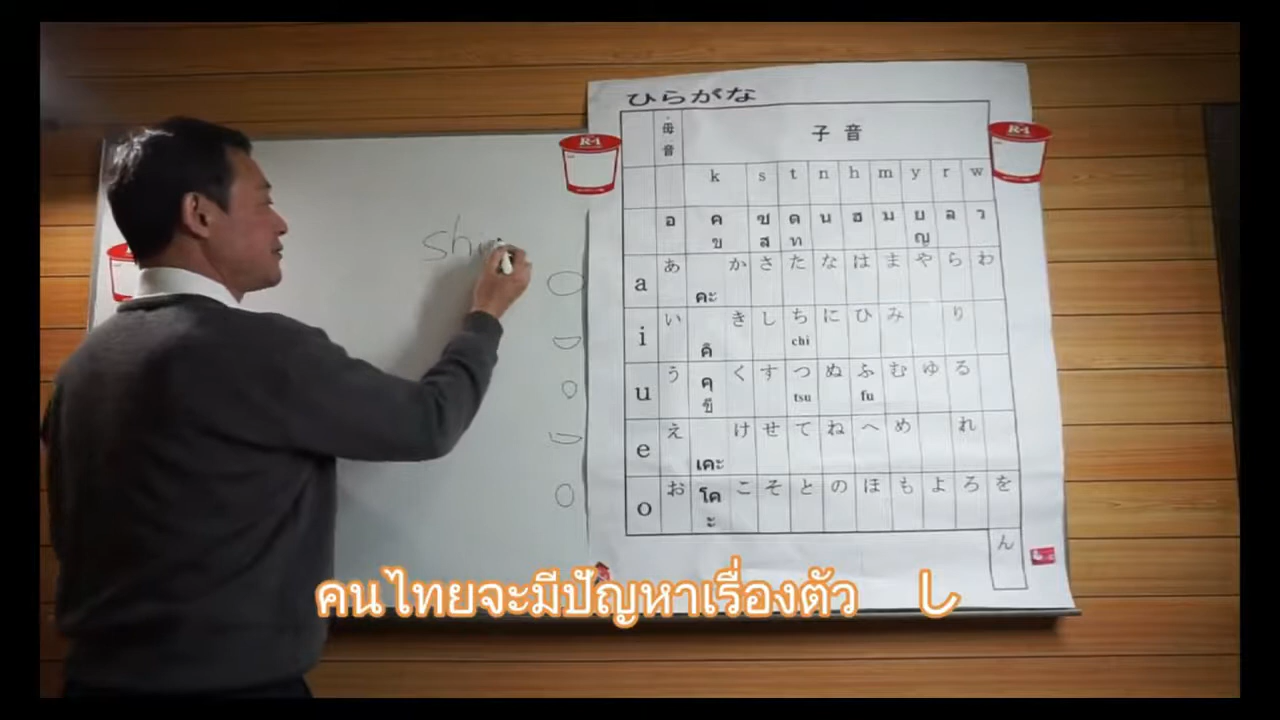 ひらがな
母音 子音
k s t n h m y r w
อ ค ซ ด น ฮ ม ย ล ว
ข ส ท ญ
a あ คะ か さ た な は ま や ら わ
i い คิ き し ち に ひ み り
chi
u う คุ く す つ ぬ ふ む ゆ る
tsu fu
e え เคะ け せ て ね へ め れ
o お โคะ こ そ と の ほ も よ ろ を
ん
R-1
R-1
shi
คนไทยจะมีปัญหาเรื่องตัว し